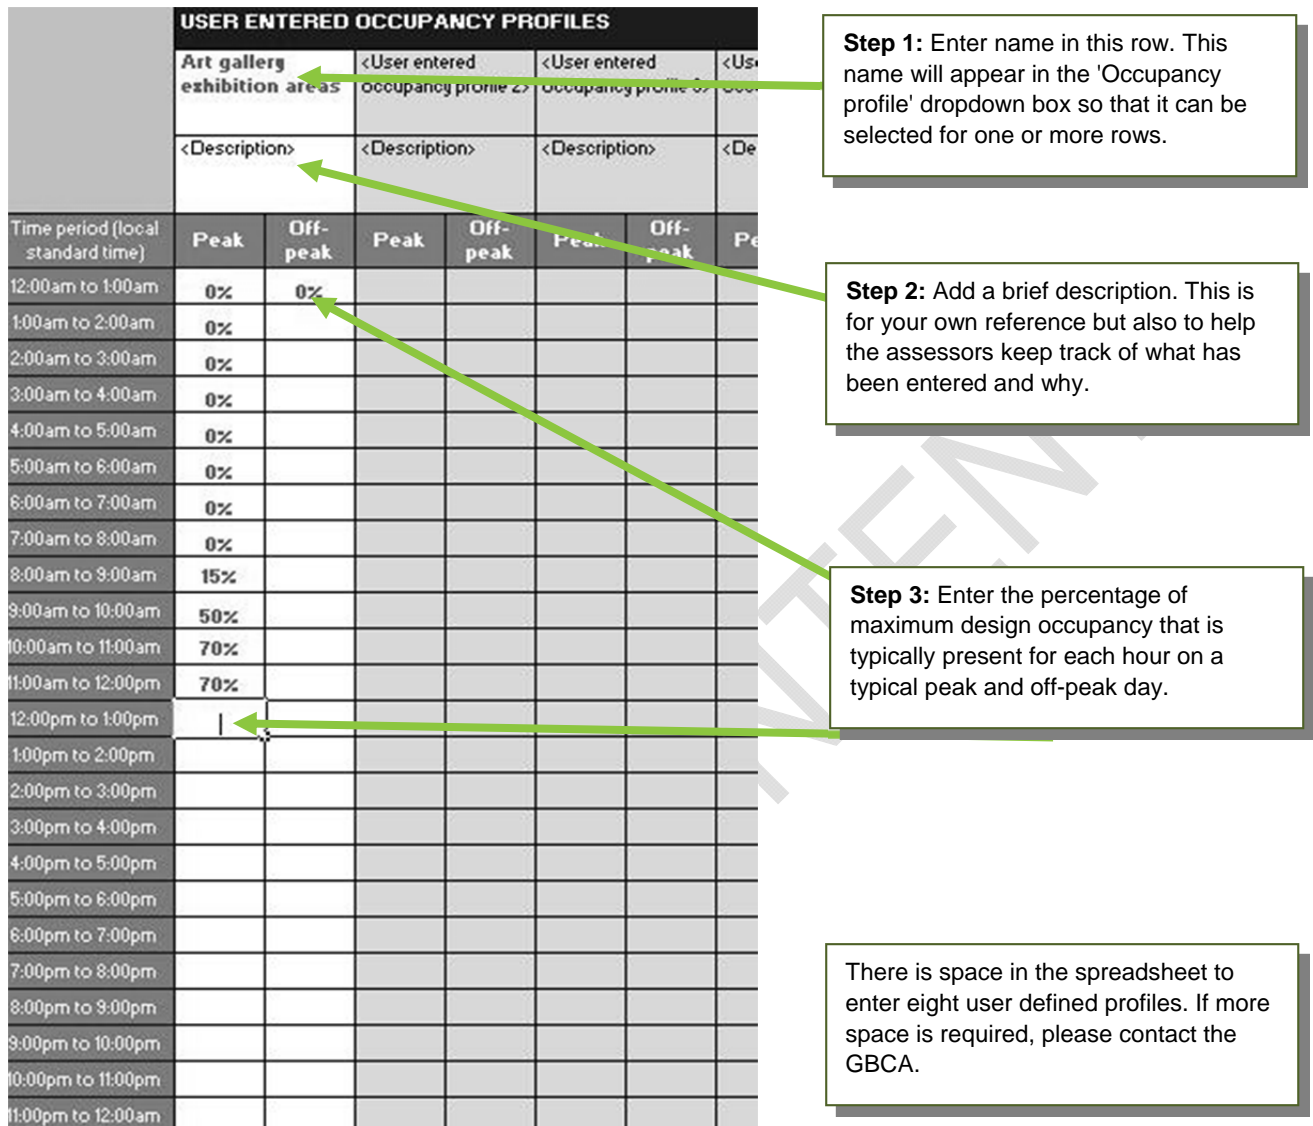 USER ENTERED OCCUPANCY PROFILES
Art gallery exhibition areas
<User entered occupancy profile 2>
<User entered occupancy profile 3>
<Description>
<Description>
<Description>
Time period (local standard time)
Peak
Off-peak
Peak
Off-peak
Peak
Off-peak
12:00am to 1:00am 0% 0%
1:00am to 2:00am 0%
2:00am to 3:00am 0%
3:00am to 4:00am 0%
4:00am to 5:00am 0%
5:00am to 6:00am 0%
6:00am to 7:00am 0%
7:00am to 8:00am 0%
8:00am to 9:00am 15%
9:00am to 10:00am 50%
10:00am to 11:00am 70%
11:00am to 12:00pm 70%
12:00pm to 1:00pm
1:00pm to 2:00pm
2:00pm to 3:00pm
3:00pm to 4:00pm
4:00pm to 5:00pm
5:00pm to 6:00pm
6:00pm to 7:00pm
7:00pm to 8:00pm
8:00pm to 9:00pm
9:00pm to 10:00pm
10:00pm to 11:00pm
11:00pm to 12:00am
Step 1: Enter name in this row. This
name will appear in the 'Occupancy
profile' dropdown box so that it can be
selected for one or more rows.
Step 2: Add a brief description. This is
for your own reference but also to help
the assessors keep track of what has
been entered and why.
Step 3: Enter the percentage of
maximum design occupancy that is
typically present for each hour on a
typical peak and off-peak day.
There is space in the spreadsheet to
enter eight user defined profiles. If more
space is required, please contact the
GBCA.